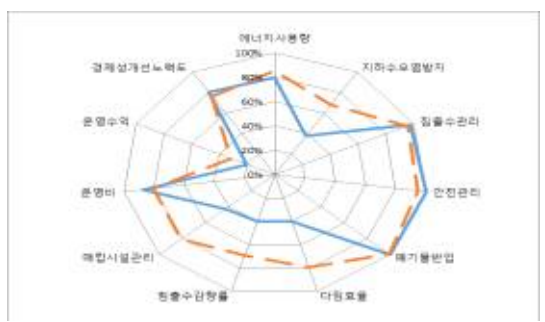 에너지사용량
100%
경제성개선노력도
지하수오염방지
80%
60%
운영수익
침출수관리
40%
20%
0%
운영비
안전관리
매립시설관리
폐기물반입
침출수감량률
다짐효율